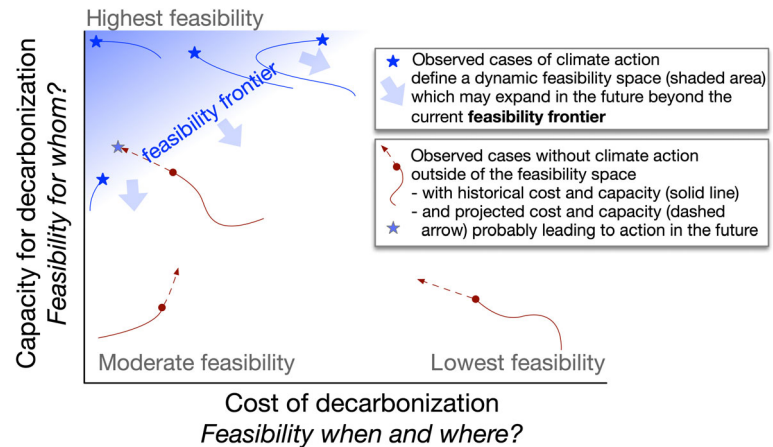 Highest feasibility
feasibility frontier
Observed cases of climate action
define a dynamic feasibility space (shaded area)
which may expand in the future beyond the
current feasibility frontier
Observed cases without climate action
outside of the feasibility space
- with historical cost and capacity (solid line)
- and projected cost and capacity (dashed
arrow) probably leading to action in the future
Capacity for decarbonization
Feasibility for whom?
Moderate feasibility
Lowest feasibility
Cost of decarbonization
Feasibility when and where?